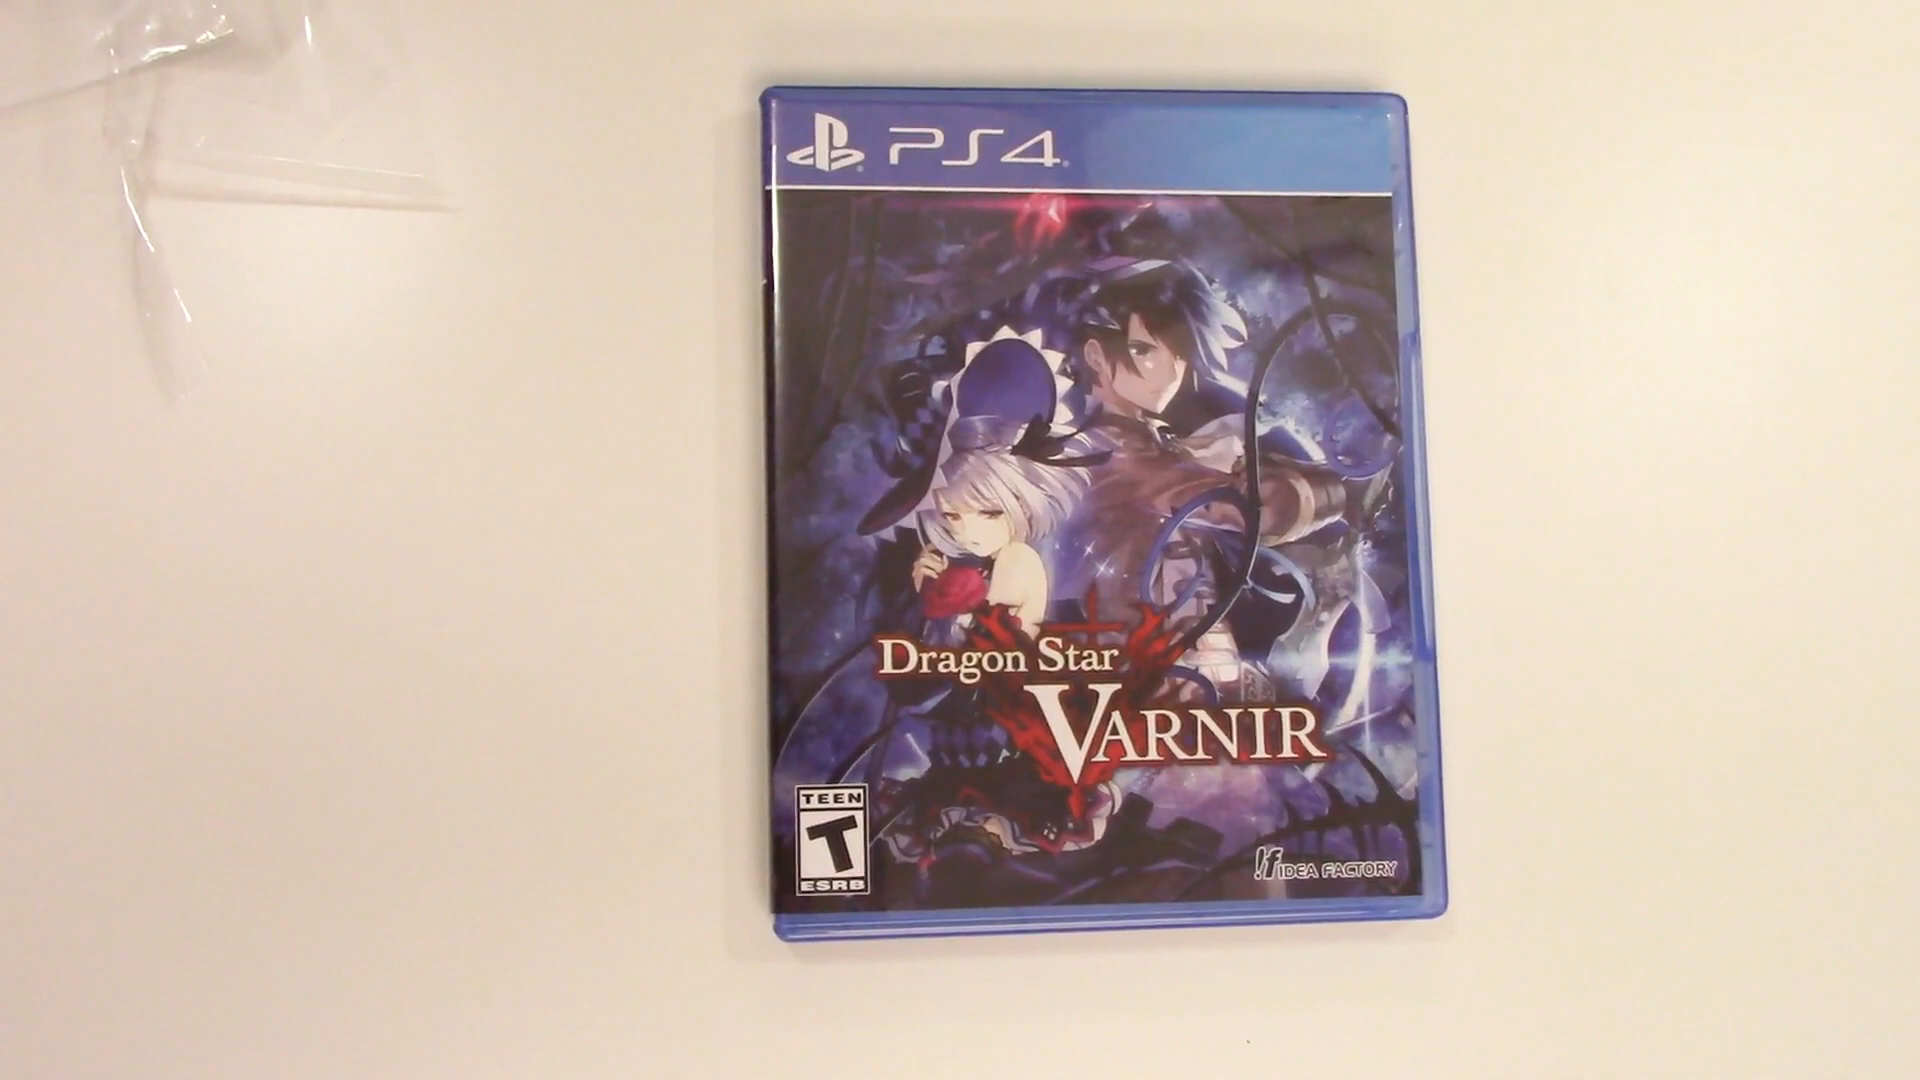 PS4
Dragon Star
VARNIR
TEEN
T
ESRB
IDEA FACTORY